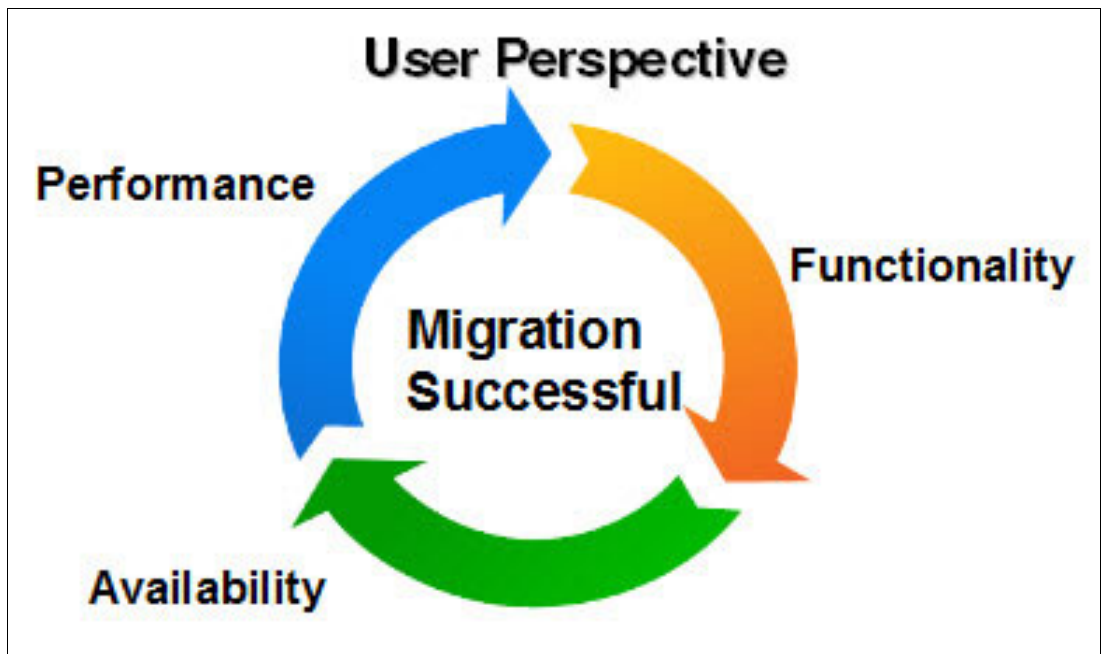 User Perspective
Performance
Functionality
Migration
Successful
Availability